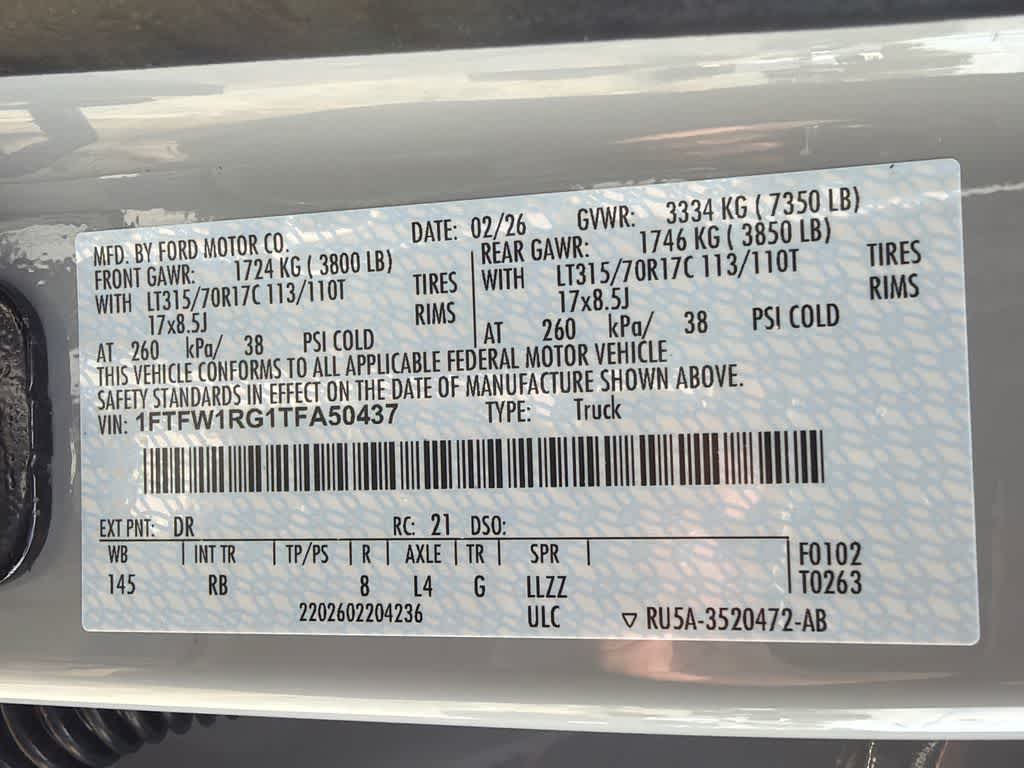 MFD. BY FORD MOTOR CO. DATE: 02/26 GVWR: 3334 KG ( 7350 LB)
FRONT GAWR: 1724 KG ( 3800 LB) REAR GAWR: 1746 KG ( 3850 LB)
WITH LT315/70R17C 113/110T TIRES WITH LT315/70R17C 113/110T TIRES
17x8.5J RIMS 17x8.5J RIMS
AT 260 kPa/ 38 PSI COLD AT 260 kPa/ 38 PSI COLD
THIS VEHICLE CONFORMS TO ALL APPLICABLE FEDERAL MOTOR VEHICLE
SAFETY STANDARDS IN EFFECT ON THE DATE OF MANUFACTURE SHOWN ABOVE.
VIN: 1FTFW1RG1TFA50437 TYPE: Truck
EXT PNT: DR RC: 21 DSO:
WB INT TR TP/PS R AXLE TR SPR F0102
145 RB 8 L4 G LLZZ T0263
2202602204236 ULC ▽ RU5A-3520472-AB